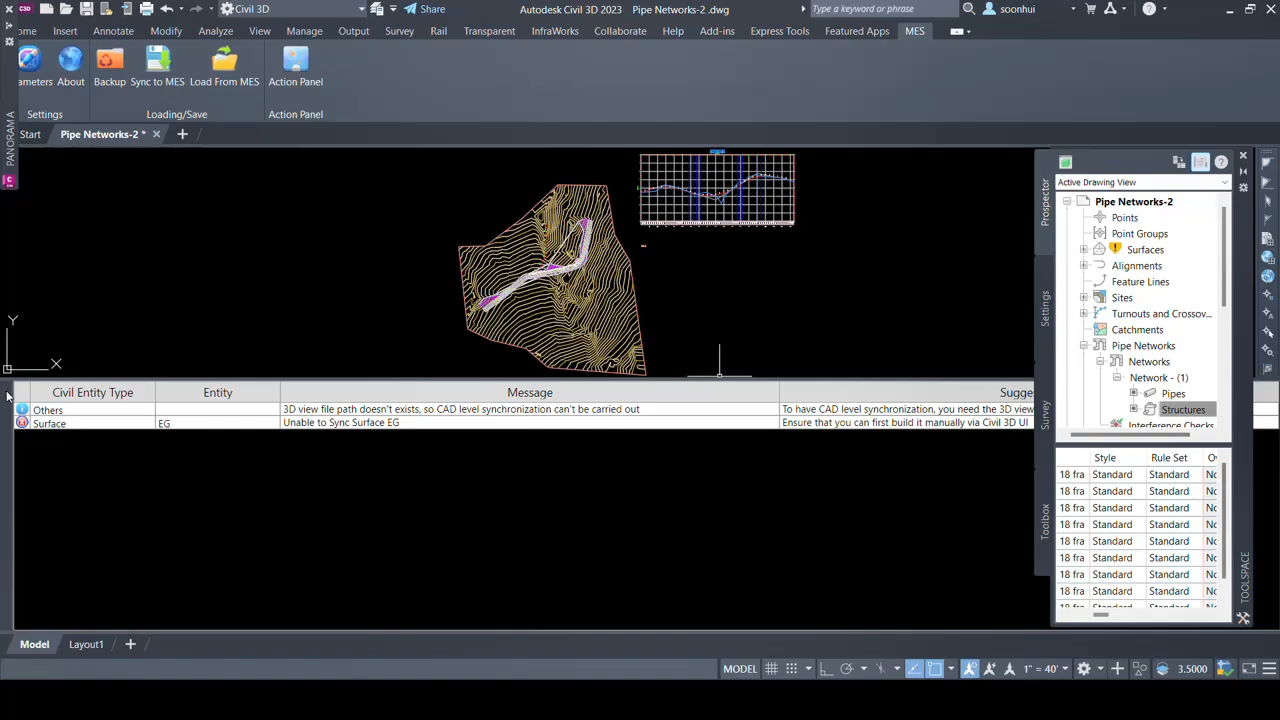 Civil 3D
Share
Autodesk Civil 3D 2023 Pipe Networks-2 .dwg
Type a keyword or phrase
soonhui
ome Insert Annotate Modify Analyze View Manage Output Survey Rail Transparent InfraWorks Collaborate Help Add-ins Express Tools Featured Apps MES
ameters About Backup Sync to MES Load From MES Action Panel
Settings Loading/Save Action Panel
PANORAMA
Start Pipe Networks-2 *
Y
X
Active Drawing View
Prospector
Settings
Survey
Toolbox
TOOLSPACE
Pipe Networks-2
Points
Point Groups
Surfaces
Alignments
Feature Lines
Sites
Turnouts and Crossov...
Catchments
Pipe Networks
Networks
Network - (1)
Pipes
Structures
Interference Checks
Style Rule Set
18 fra Standard Standard No
18 fra Standard Standard No
18 fra Standard Standard No
18 fra Standard Standard No
18 fra Standard Standard No
18 fra Standard Standard No
18 fra Standard Standard No
18 fra Standard Standard No
Civil Entity Type Entity Message Sugge
Others 3D view file path doesn't exists, so CAD level synchronization can't be carried out To have CAD level synchronization, you need the 3D view
Surface EG Unable to Sync Surface EG Ensure that you can first build it manually via Civil 3D UI
Model Layout1
MODEL 1" = 40' 3.5000